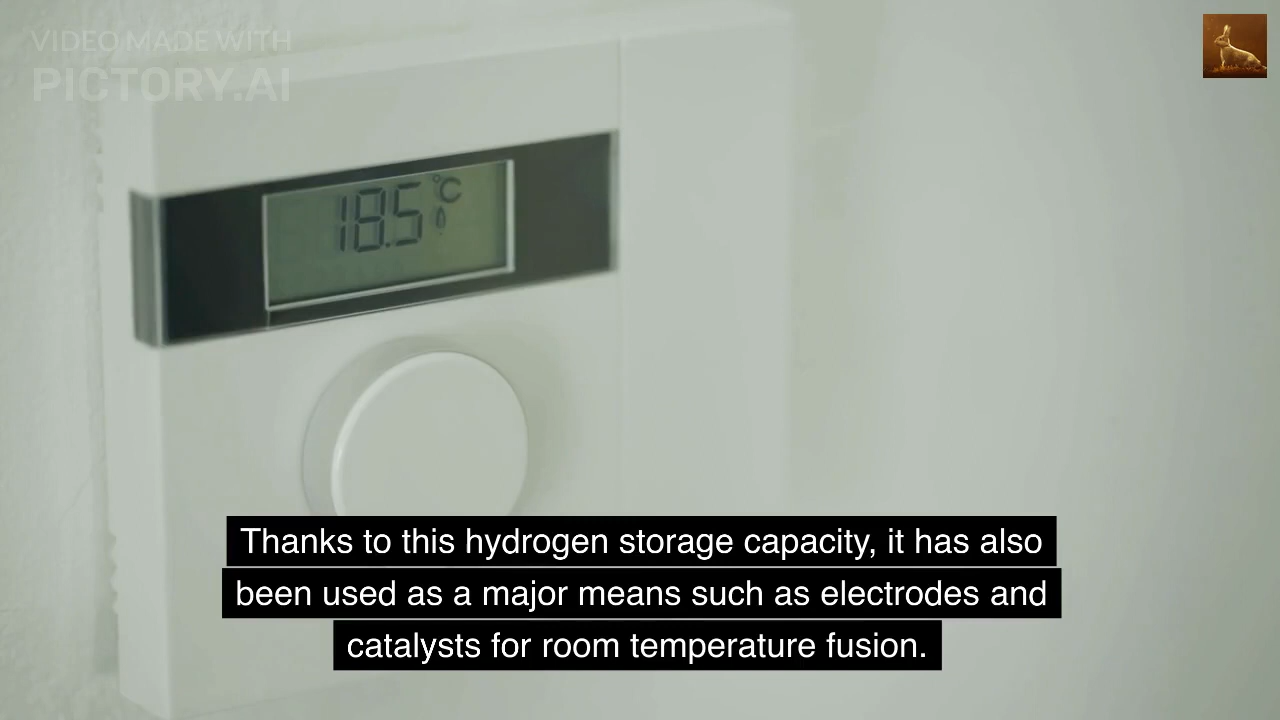 VIDEO MADE WITH
PICTORY.AI
18.5 °C
Thanks to this hydrogen storage capacity, it has also
been used as a major means such as electrodes and
catalysts for room temperature fusion.